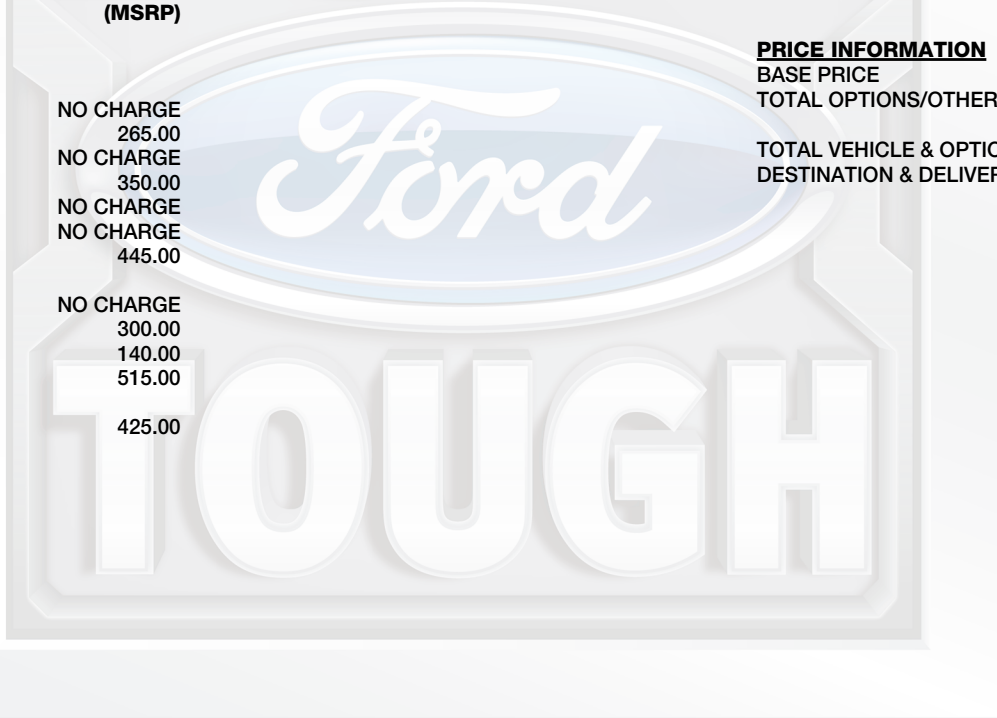 (MSRP)
NO CHARGE
265.00
NO CHARGE
350.00
NO CHARGE
NO CHARGE
445.00
NO CHARGE
300.00
140.00
515.00
425.00
PRICE INFORMATION
BASE PRICE
TOTAL OPTIONS/OTHER
TOTAL VEHICLE & OPTIO
DESTINATION & DELIVER
Ford
TOUGH